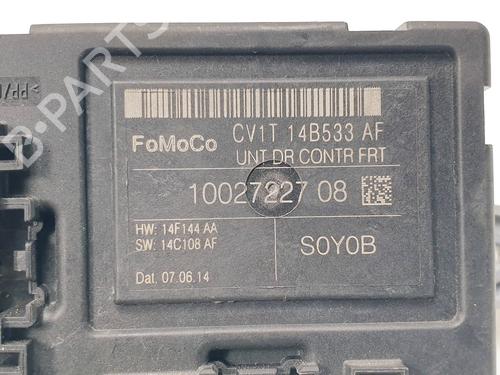 B-PARTS
>PP/
FoMoCo CV1T 14B533 AF
UNT DR CONTR FRT
10027227 08
HW: 14F144 AA
SW: 14C108 AF
S0Y0B
Dat. 07.06.14